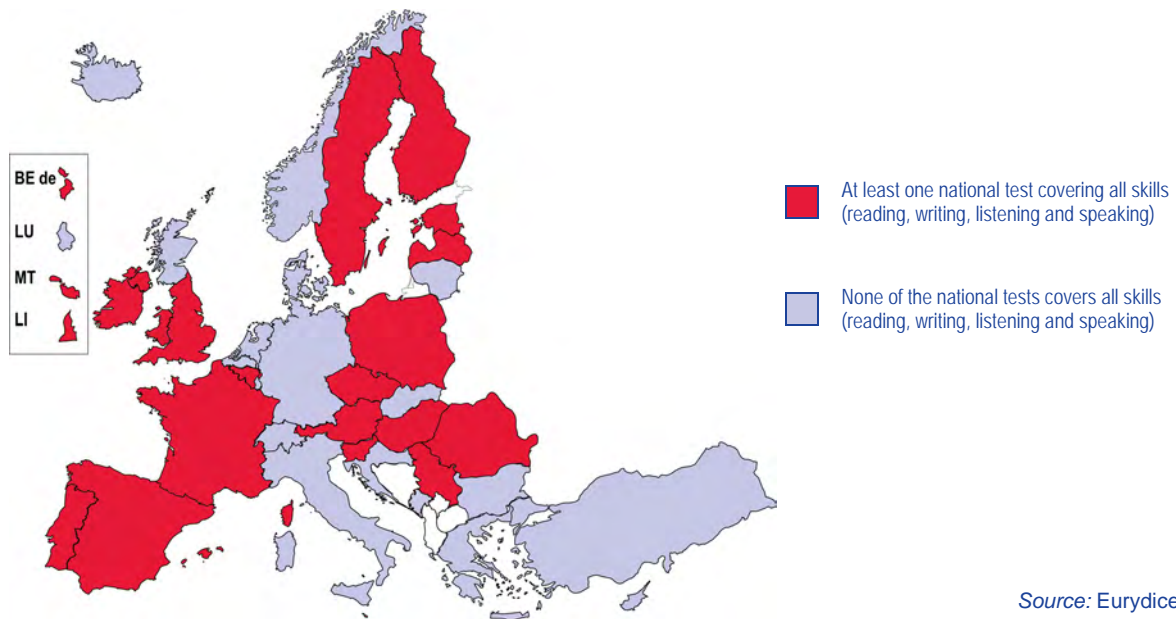 BE de
LU
MT
LI
At least one national test covering all skills
(reading, writing, listening and speaking)
None of the national tests covers all skills
(reading, writing, listening and speaking)
Source: Eurydice